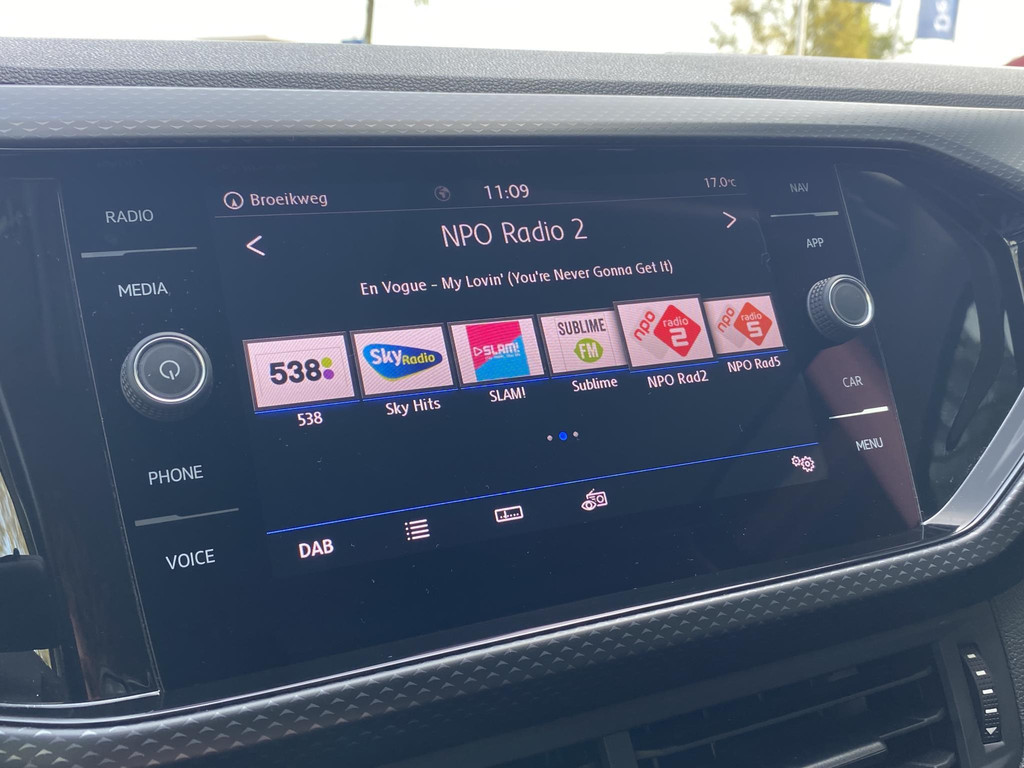 RADIO
MEDIA
PHONE
VOICE
Broeikweg
11:09
17.0°C
NPO Radio 2
En Vogue - My Lovin' (You're Never Gonna Get It)
538
Sky Radio
SLAM!
SUBLIME
FM
npo radio 2
npo radio 5
538
Sky Hits
SLAM!
Sublime
NPO Rad2
NPO Rad5
DAB
NAV
APP
CAR
MENU